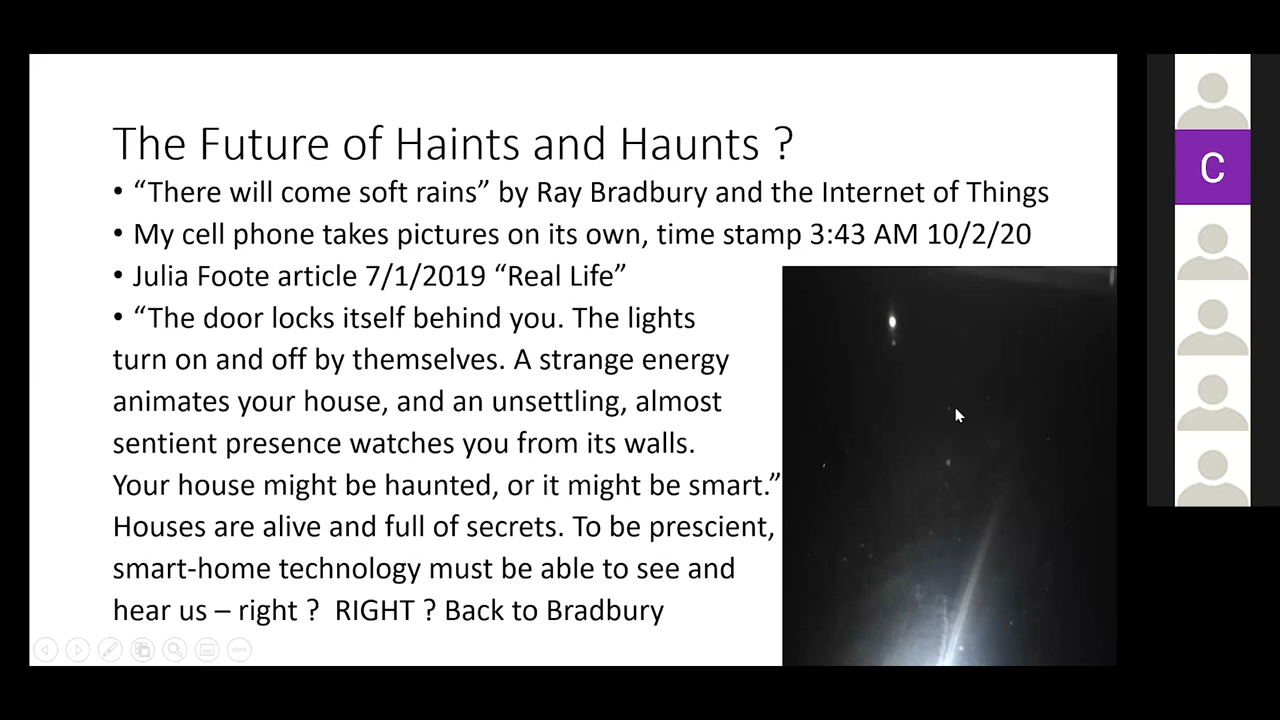 The Future of Haints and Haunts ?
• “There will come soft rains” by Ray Bradbury and the Internet of Things
• My cell phone takes pictures on its own, time stamp 3:43 AM 10/2/20
• Julia Foote article 7/1/2019 “Real Life”
• “The door locks itself behind you. The lights
turn on and off by themselves. A strange energy
animates your house, and an unsettling, almost
sentient presence watches you from its walls.
Your house might be haunted, or it might be smart.”
Houses are alive and full of secrets. To be prescient,
smart-home technology must be able to see and
hear us – right ?  RIGHT ? Back to Bradbury
C